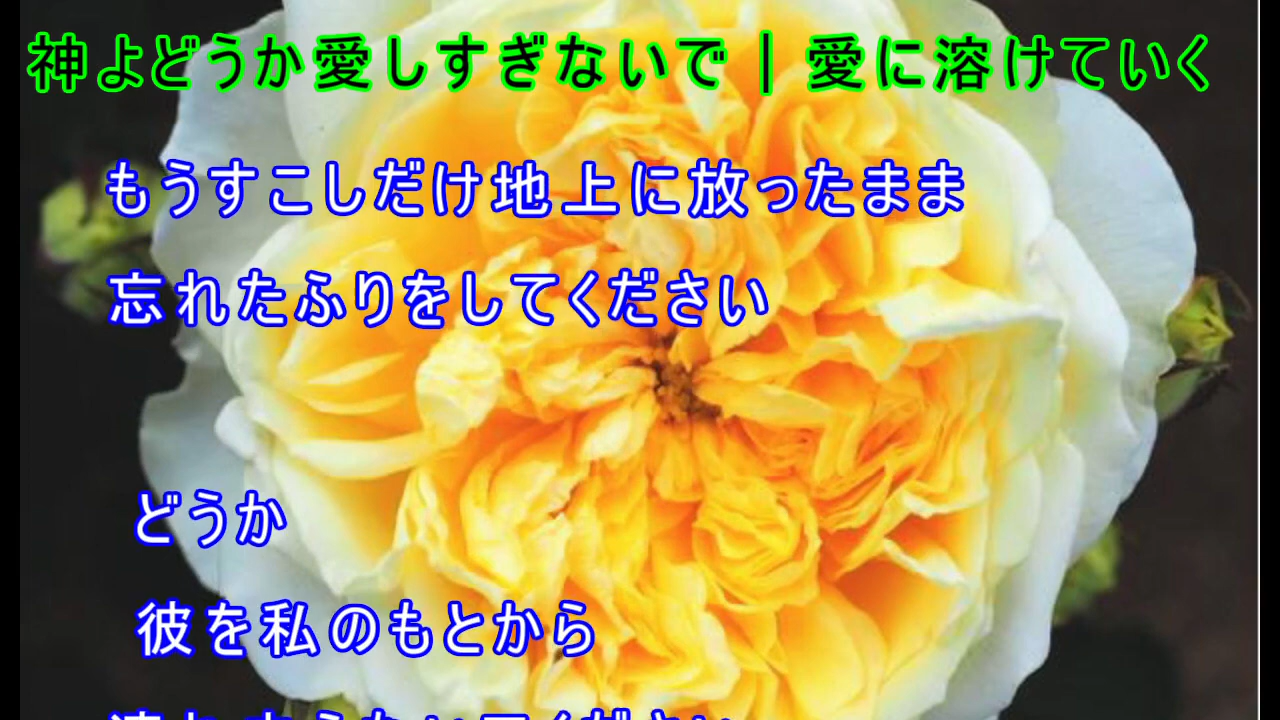 神よどうか愛しすぎないで | 愛に溶けていく
もうすこしだけ地上に放ったまま
忘れたふりをしてください
どうか
彼を私のもとから